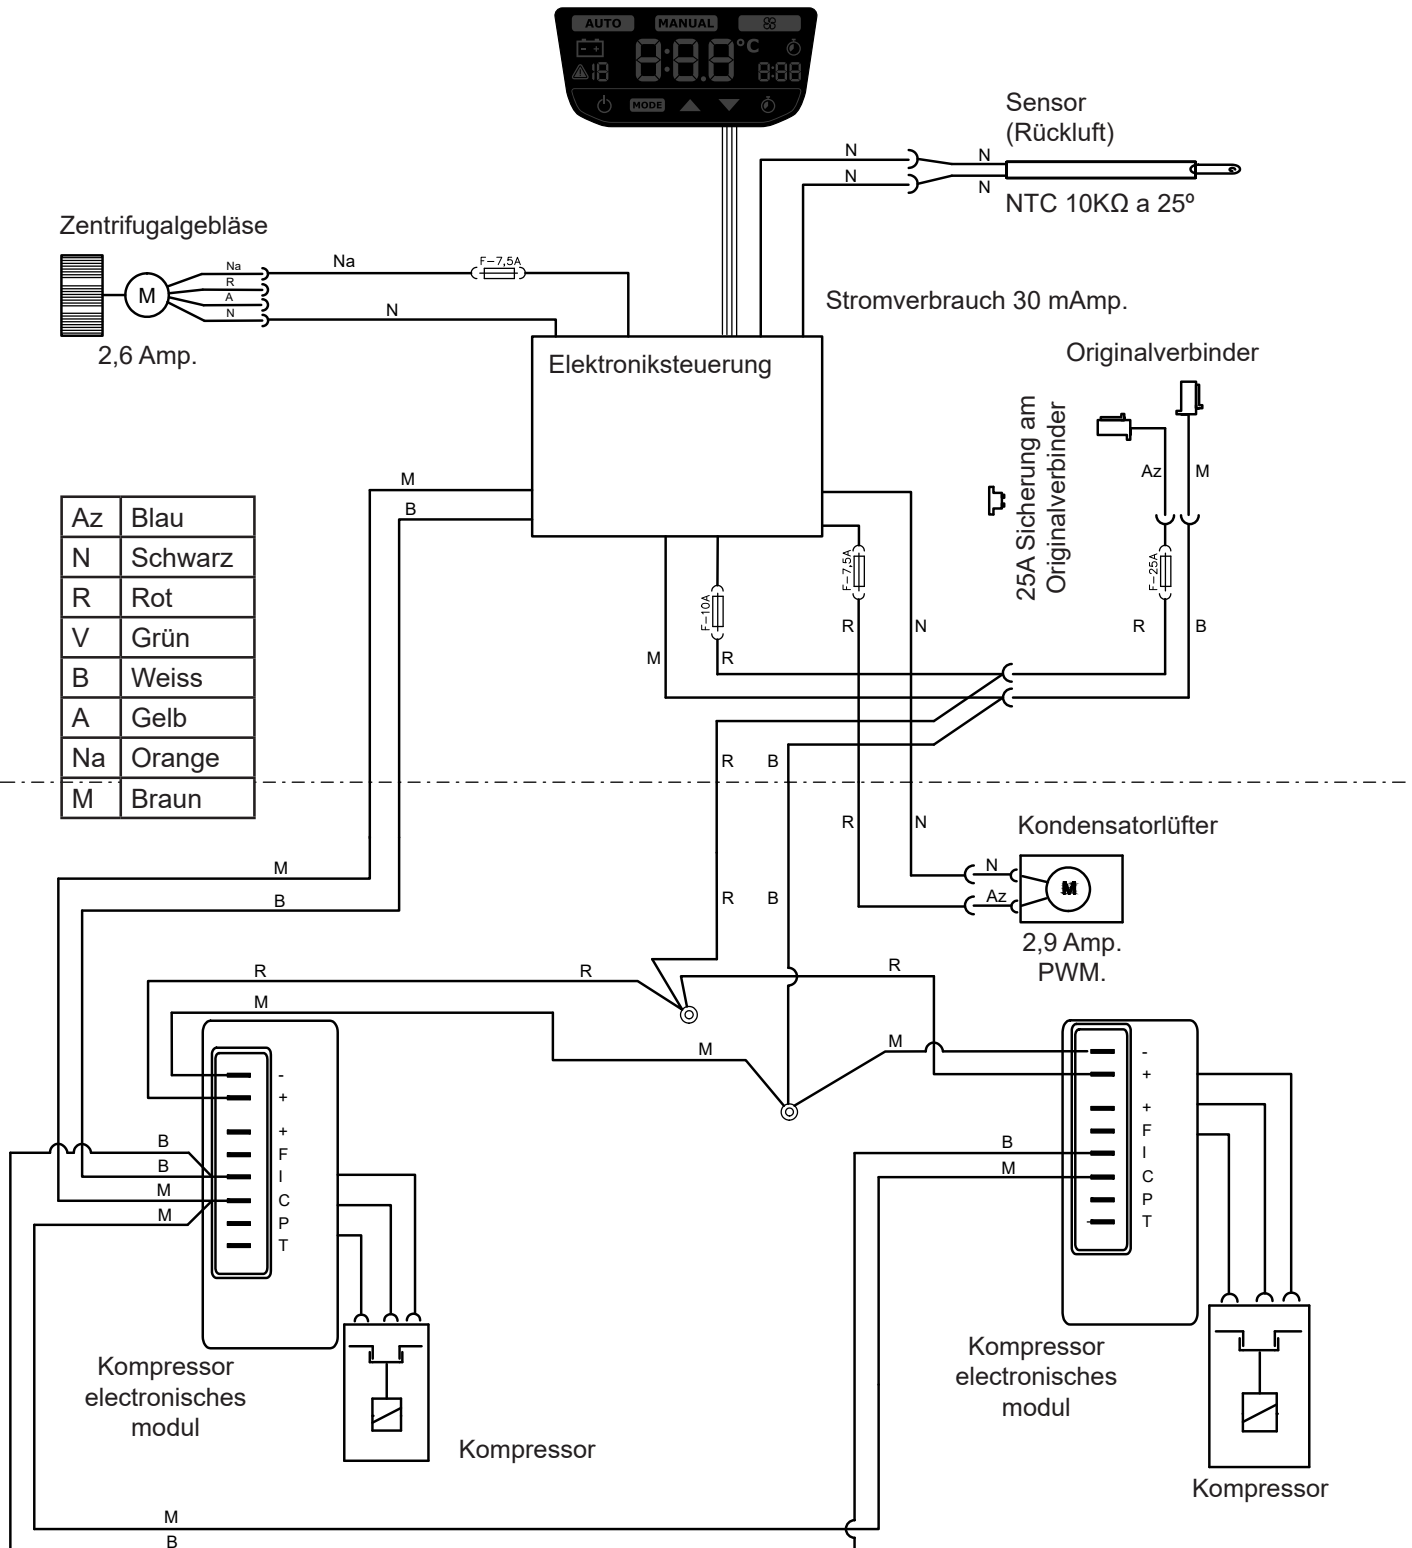 AUTO MANUAL
8:8.8 °C
18 8:88
MODE
Sensor
(Rückluft)
N
N
N
N
NTC 10KΩ a 25º
Zentrifugalgebläse
Na
R
A
N
Na
F-7,5A
N
M
2,6 Amp.
Stromverbrauch 30 mAmp.
Elektroniksteuerung
Originalverbinder
25A Sicherung am
Originalverbinder
Az
M
F-25A
R
B
M
B
F-10A
F-7,5A
M
R
R
N
Az Blau
N Schwarz
R Rot
V Grün
B Weiss
A Gelb
Na Orange
M Braun
R
B
R
N
Kondensatorlüfter
N
Az
M
2,9 Amp.
PWM.
M
B
R
B
R
R
R
M
M
M
-
+
+
F
I
C
P
T
B
B
M
M
Kompressor
electronisches
modul
Kompressor
-
+
+
F
I
C
P
T
B
M
Kompressor
electronisches
modul
Kompressor
M
B